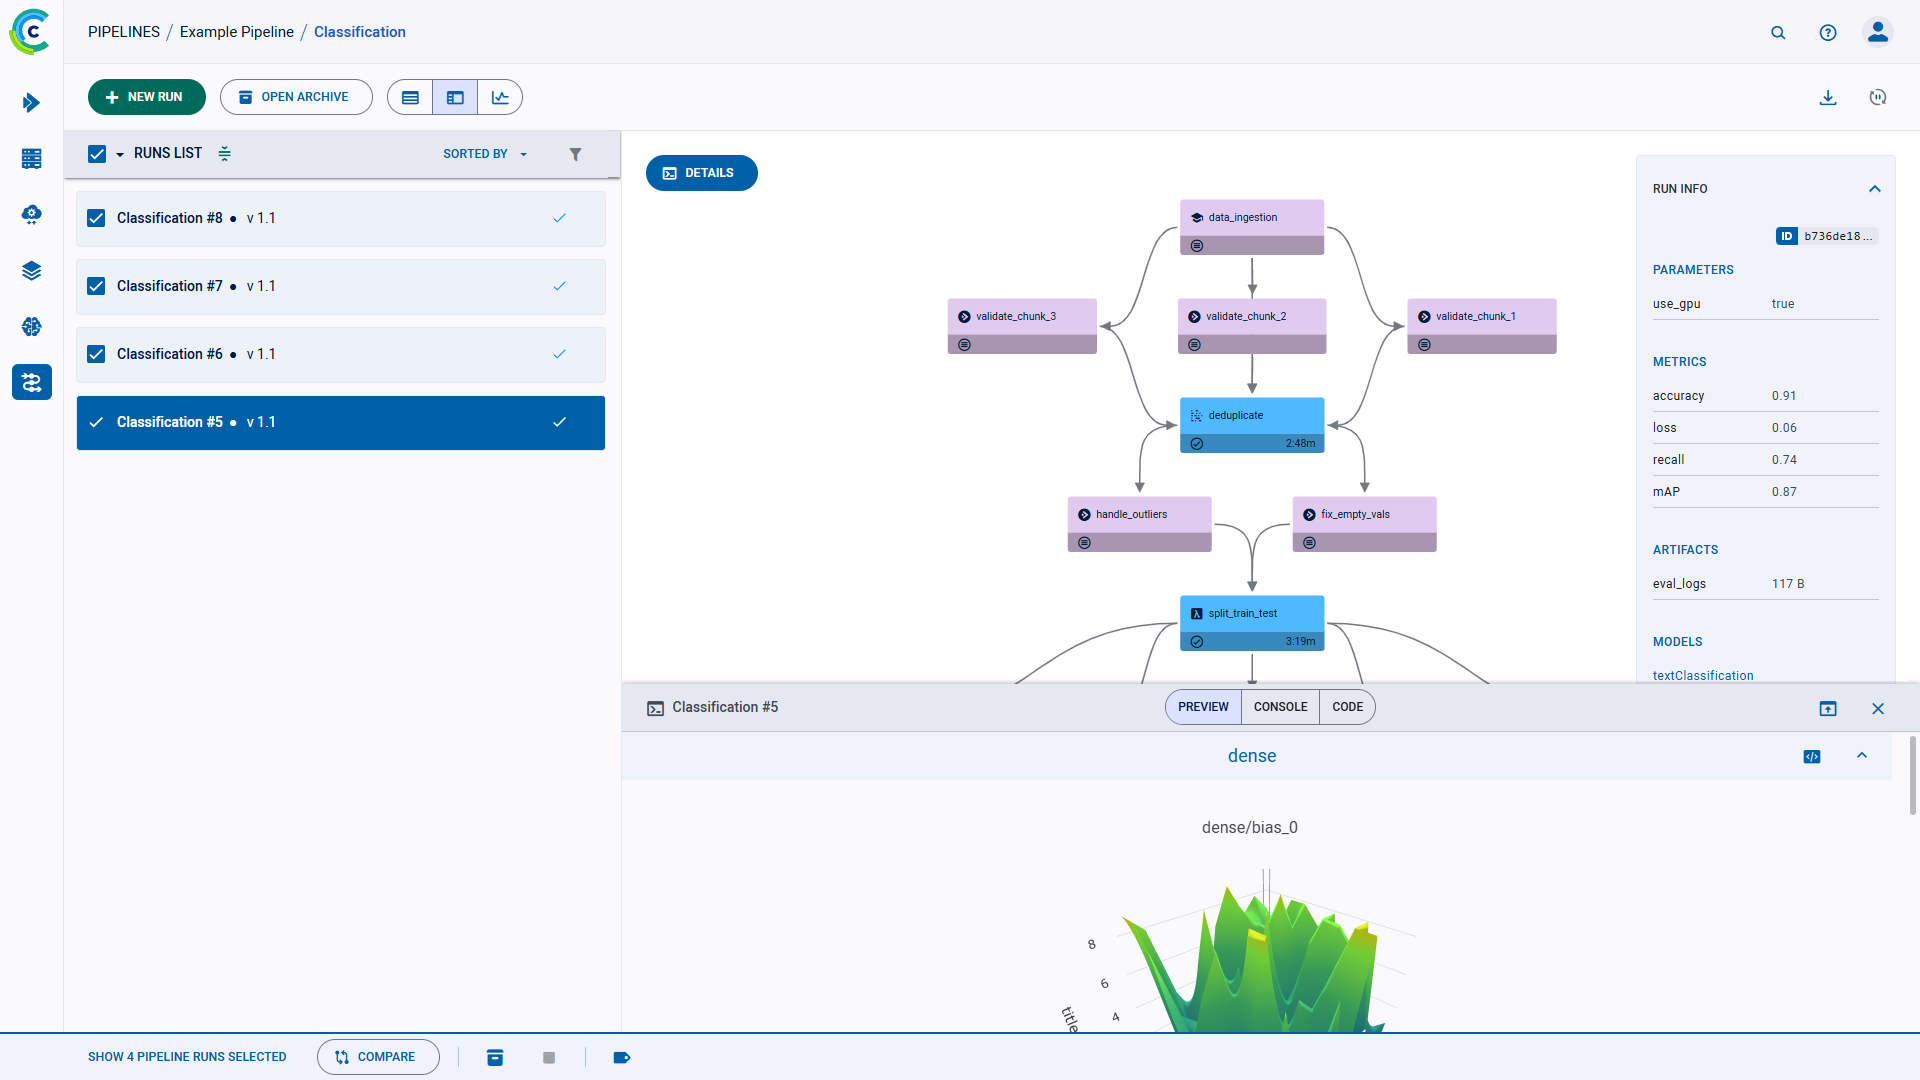 PIPELINES / Example Pipeline / Classification
NEW RUN
OPEN ARCHIVE
RUNS LIST
SORTED BY
Classification #8 ● v 1.1
Classification #7 ● v 1.1
Classification #6 ● v 1.1
Classification #5 ● v 1.1
DETAILS
data_ingestion
validate_chunk_3
validate_chunk_2
validate_chunk_1
deduplicate
2:48m
handle_outliers
fix_empty_vals
split_train_test
3:19m
RUN INFO
ID b736de18...
PARAMETERS
use_gpu true
METRICS
accuracy 0.91
loss 0.06
recall 0.74
mAP 0.87
ARTIFACTS
eval_logs 117 B
MODELS
textClassification
Classification #5
PREVIEW
CONSOLE
CODE
dense
dense/bias_0
8
6
4
title
SHOW 4 PIPELINE RUNS SELECTED
COMPARE